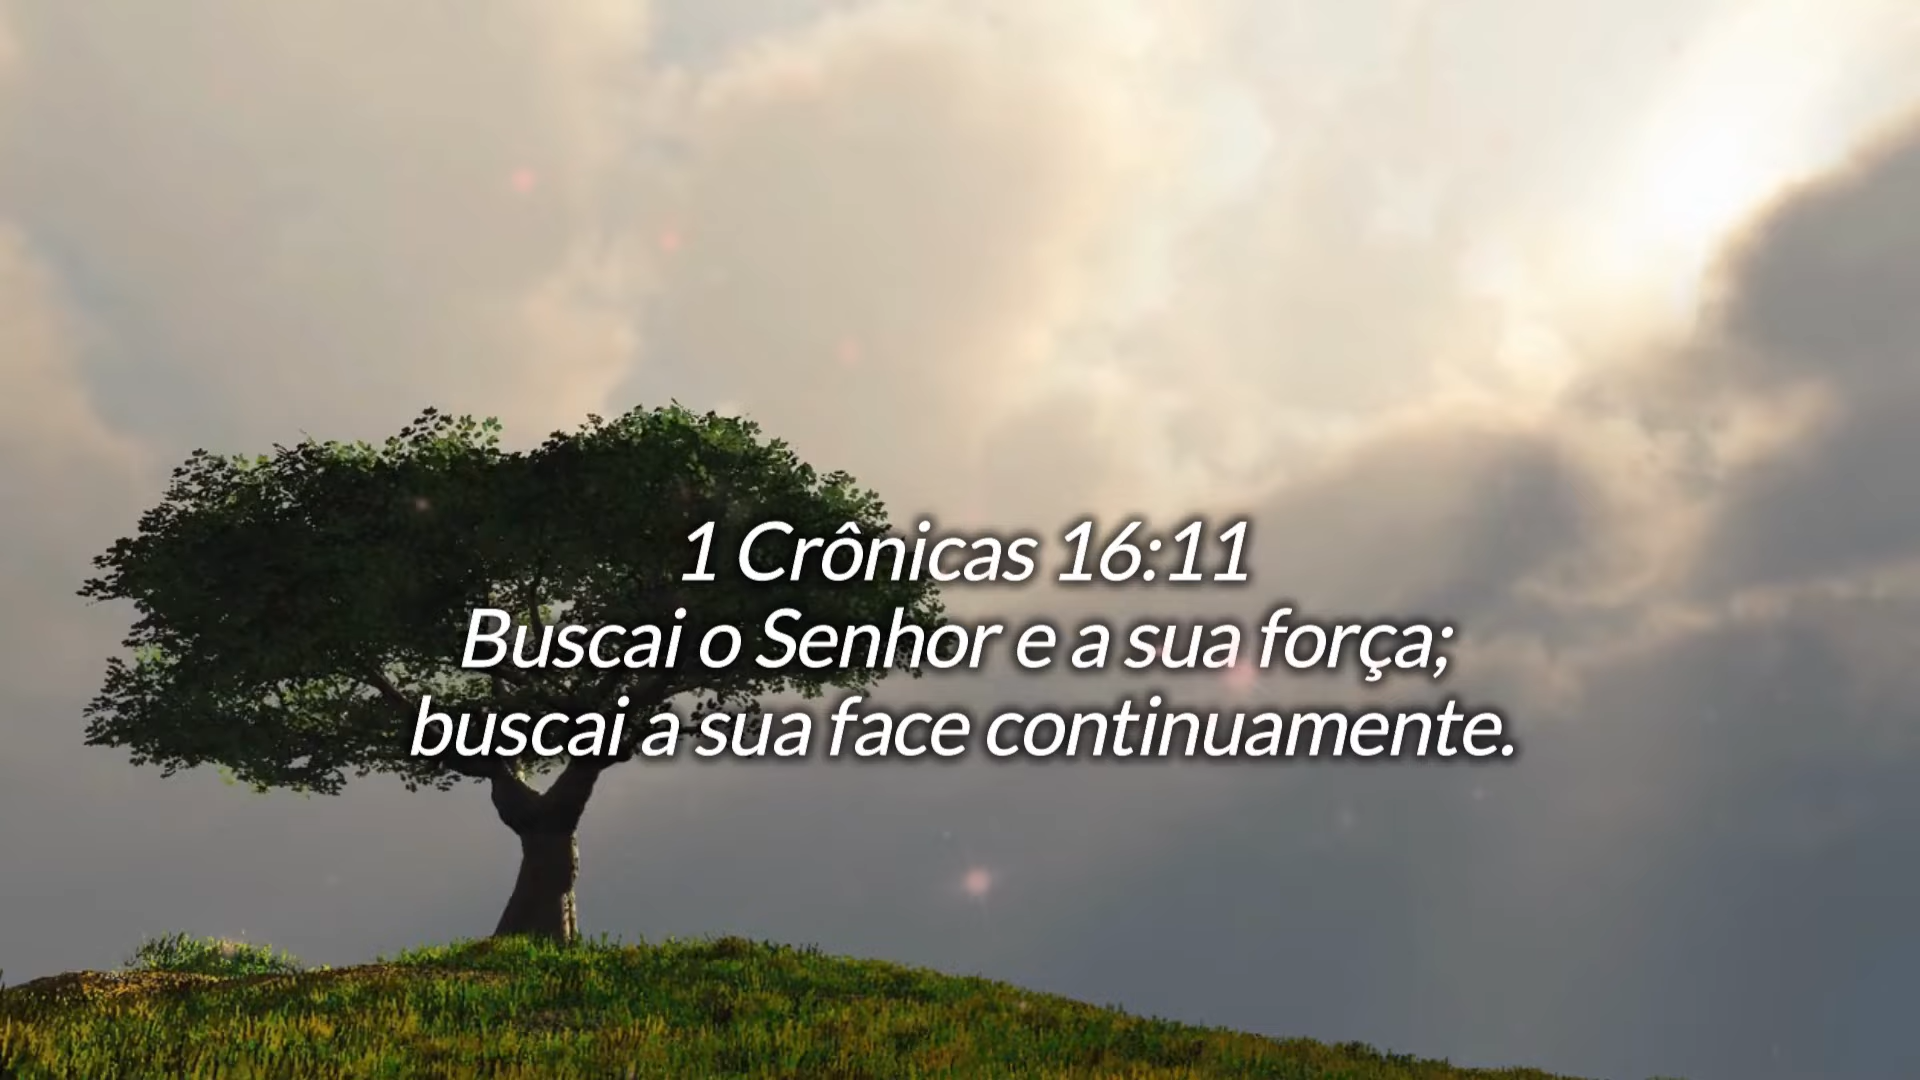 1 Crônicas 16:11
Buscai o Senhor e a sua força;
buscai a sua face continuamente.